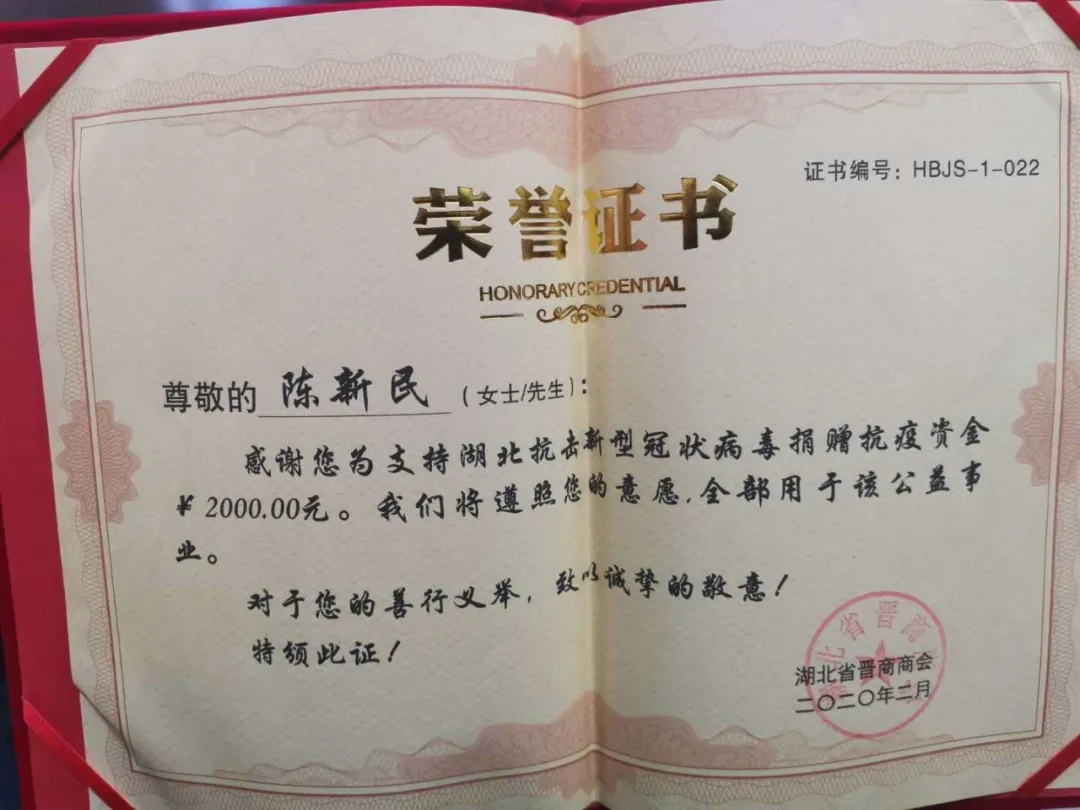 证书编号：HBJS-1-022
荣誉证书
HONORARY CREDENTIAL
尊敬的 陈新民 （女士/先生）：
感谢您为支持湖北抗击新型冠状病毒捐赠抗疫资金
¥ 2000.00元。我们将遵照您的意愿，全部用于该公益事
业。
对于您的善行义举，致以诚挚的敬意！
特颁此证！
湖北省晋商商会
二〇二〇年二月